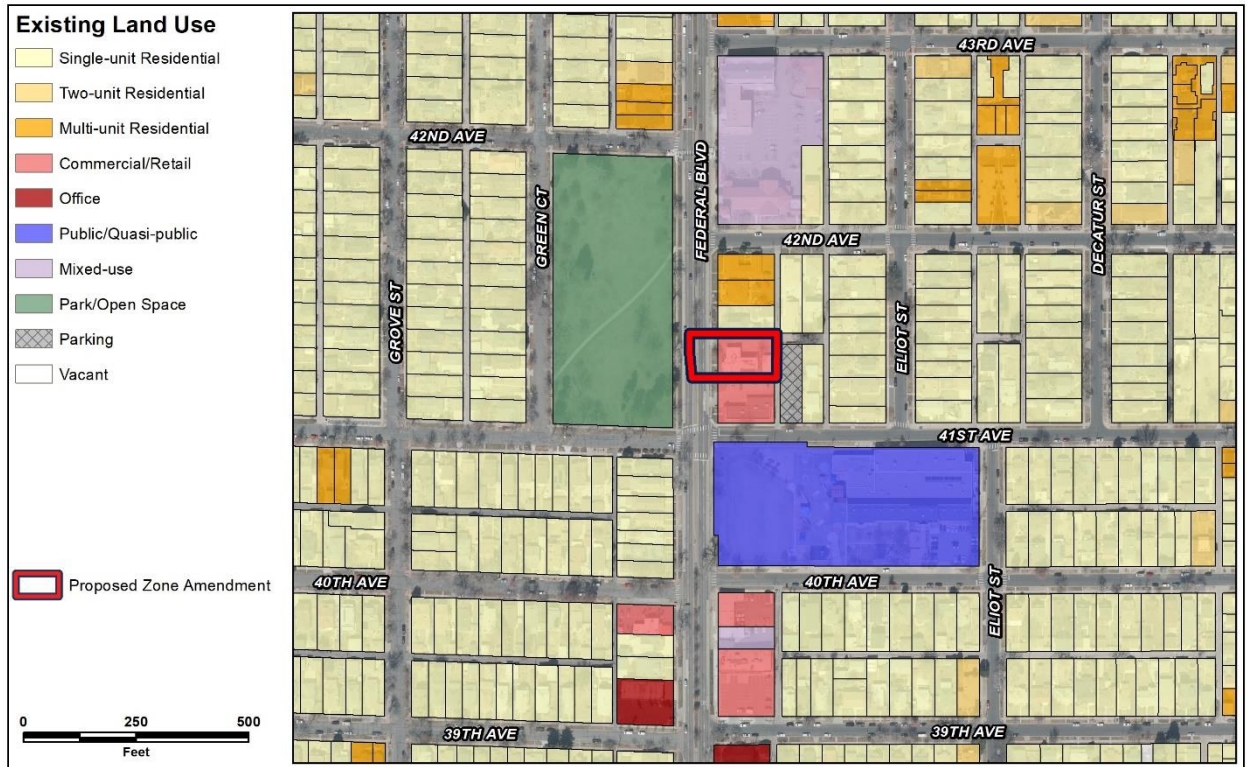 Existing Land Use
Single-unit Residential
Two-unit Residential
Multi-unit Residential
Commercial/Retail
Office
Public/Quasi-public
Mixed-use
Park/Open Space
Parking
Vacant
Proposed Zone Amendment
0 250 500
Feet
43RD AVE
42ND AVE
FEDERAL BLVD
GREEN CT
42ND AVE
DECATUR ST
GROVE ST
ELIOT ST
41ST AVE
40TH AVE
40TH AVE
ELIOT ST
39TH AVE
39TH AVE